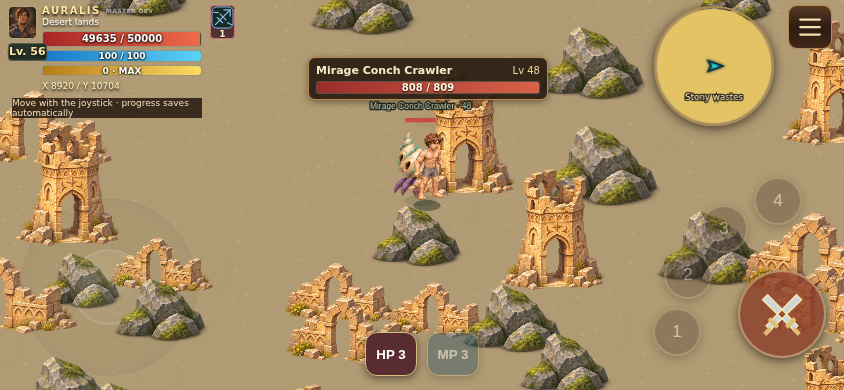 AURALIS MASTER DEV
Desert lands
49635 / 50000
Lv. 56
100 / 100
0 · MAX
X 8920 / Y 10704
Move with the joystick · progress saves
automatically
1
Mirage Conch Crawler Lv 48
808 / 809
Mirage Conch Crawler · 48
Stony wastes
4
3
2
1
HP 3
MP 3